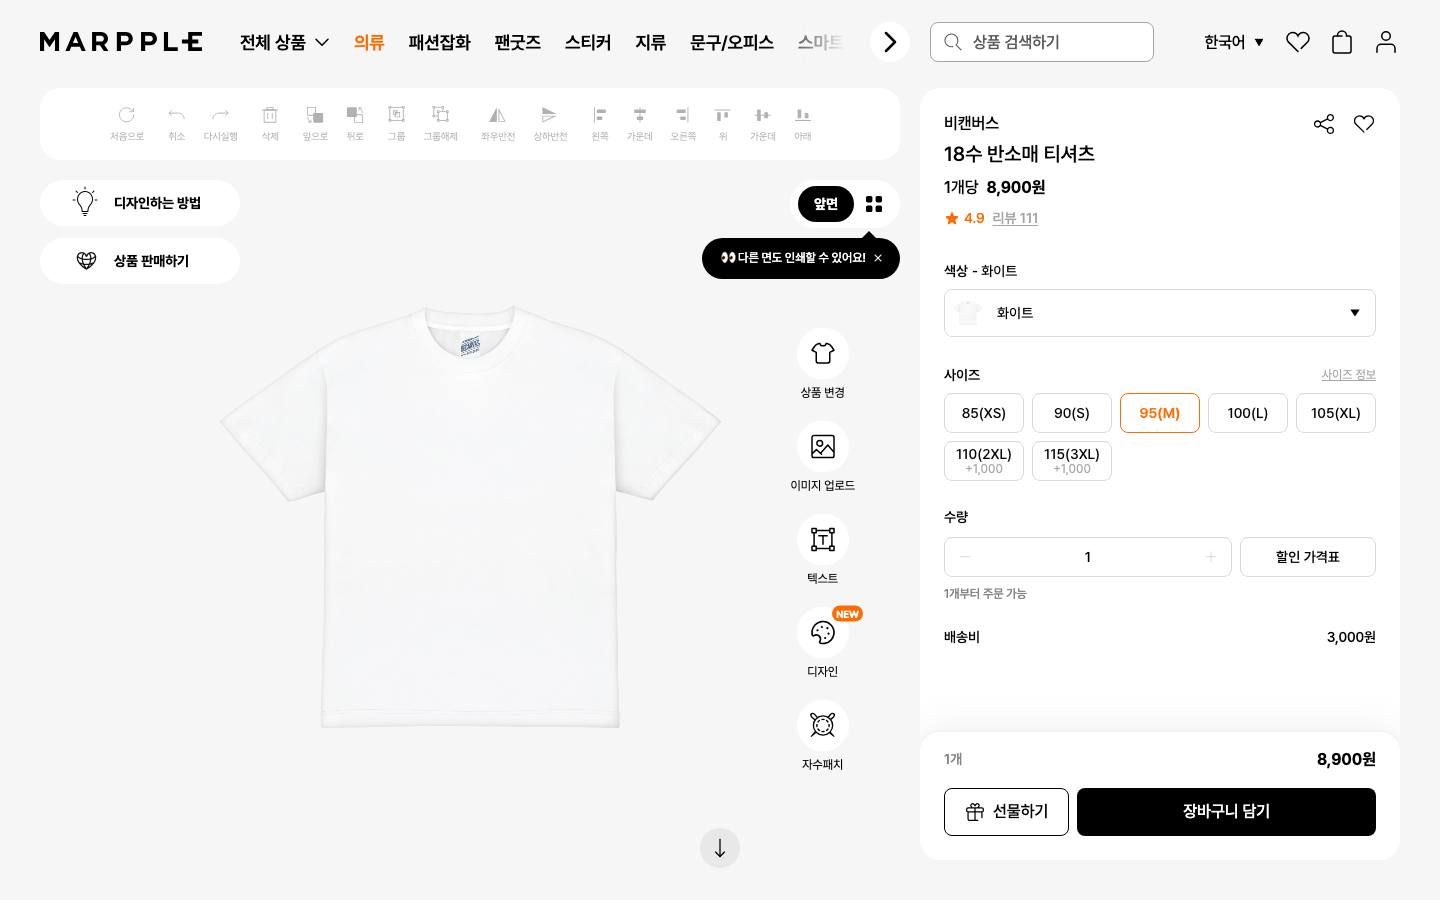 MARPPLE
전체 상품
의류
패션잡화
팬굿즈
스티커
지류
문구/오피스
스마트
상품 검색하기
한국어
처음으로
취소
다시실행
삭제
앞으로
뒤로
그룹
그룹해제
좌우반전
상하반전
왼쪽
가운데
오른쪽
위
가운데
아래
디자인하는 방법
상품 판매하기
앞면
다른 면도 인쇄할 수 있어요!
상품 변경
이미지 업로드
텍스트
NEW
디자인
자수패치
비캔버스
18수 반소매 티셔츠
1개당 8,900원
4.9 리뷰 111
색상 - 화이트
화이트
사이즈
사이즈 정보
85(XS)
90(S)
95(M)
100(L)
105(XL)
110(2XL)
+1,000
115(3XL)
+1,000
수량
1
할인 가격표
1개부터 주문 가능
배송비
3,000원
1개
8,900원
선물하기
장바구니 담기